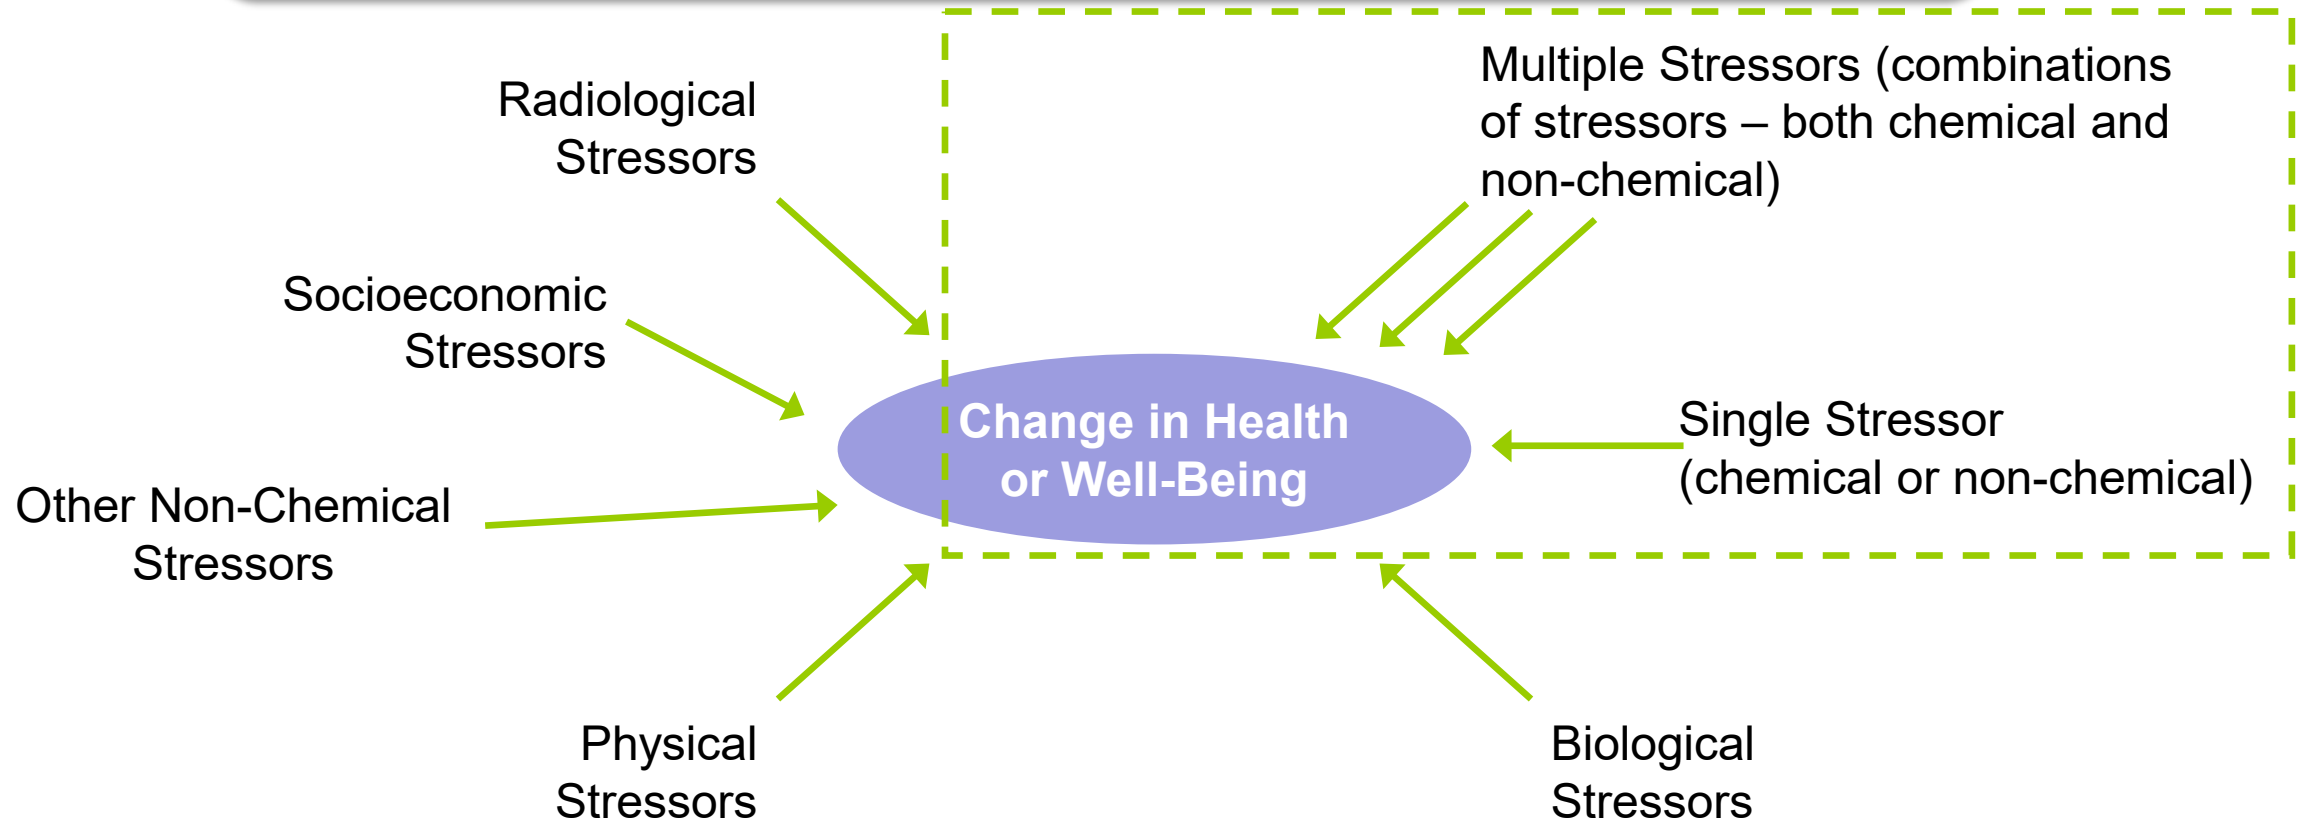 Radiological
Stressors
Multiple Stressors (combinations
of stressors – both chemical and
non-chemical)
Socioeconomic
Stressors
Change in Health
or Well-Being
Single Stressor
(chemical or non-chemical)
Other Non-Chemical
Stressors
Physical
Stressors
Biological
Stressors